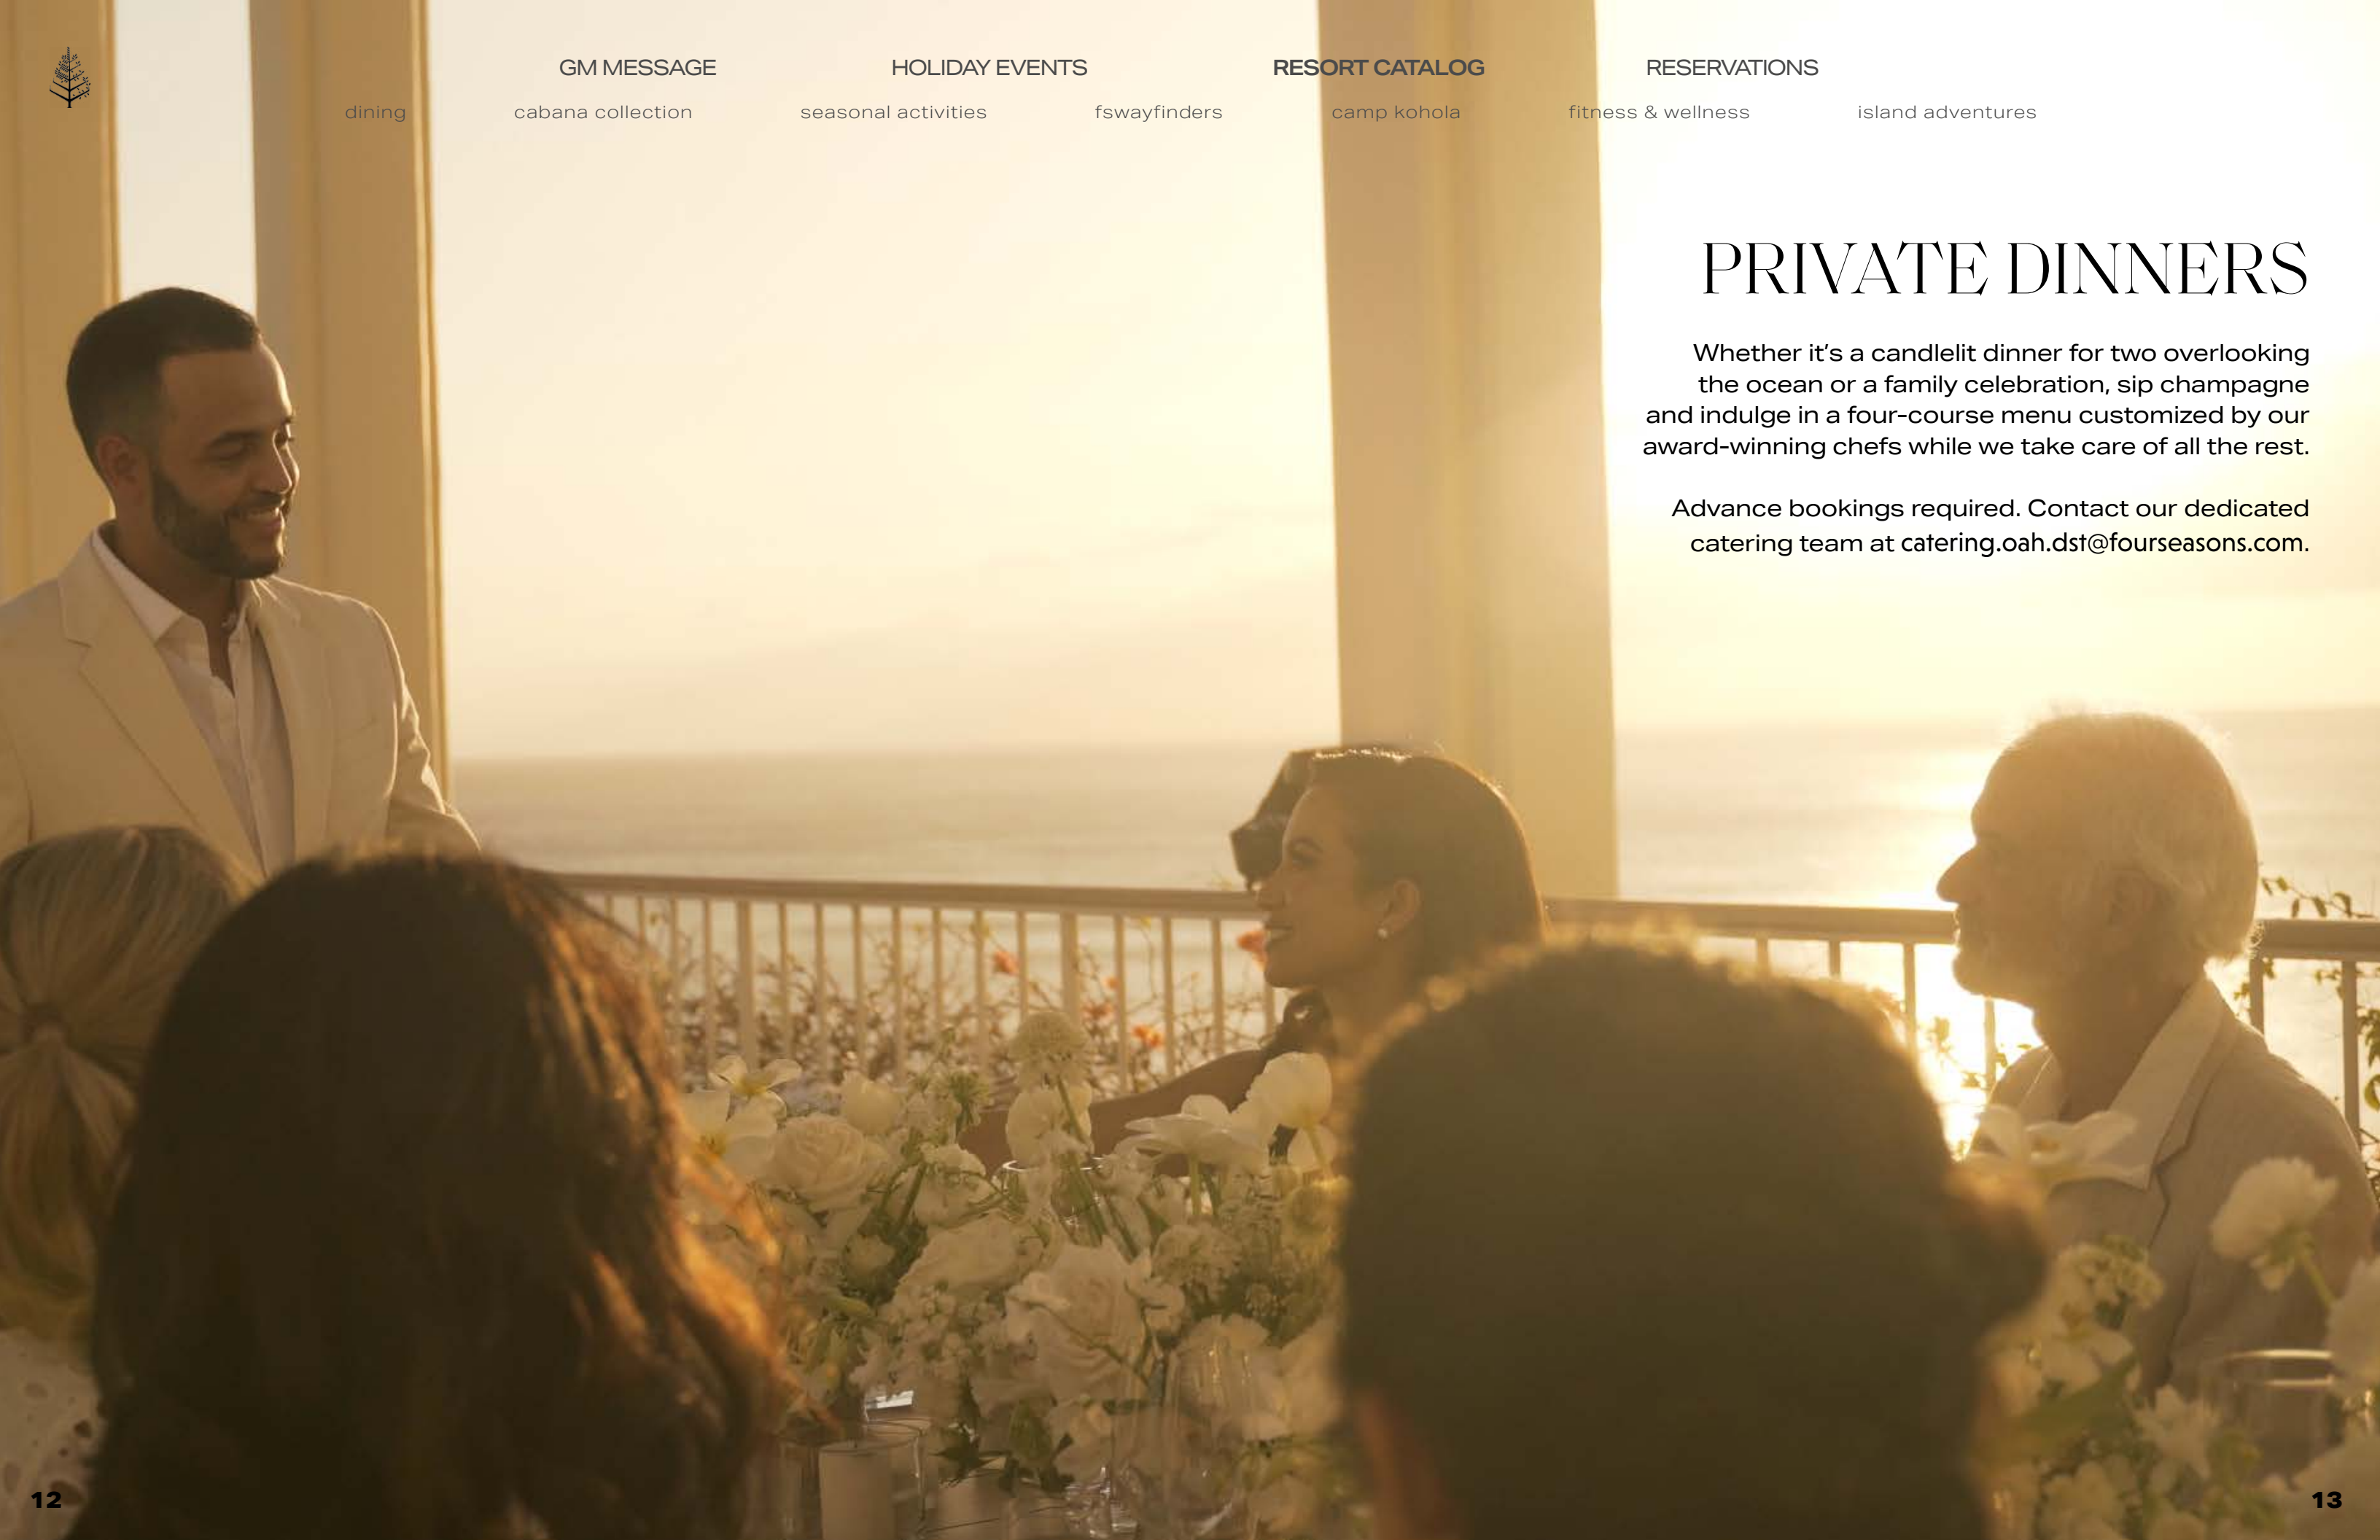 GM MESSAGE HOLIDAY EVENTS RESORT CATALOG RESERVATIONS
dining cabana collection seasonal activities fswayfinders camp kohola fitness & wellness island adventures
PRIVATE DINNERS
Whether it’s a candlelit dinner for two overlooking
the ocean or a family celebration, sip champagne
and indulge in a four-course menu customized by our
award-winning chefs while we take care of all the rest.
Advance bookings required. Contact our dedicated
catering team at catering.oah.dst@fourseasons.com.
12
13